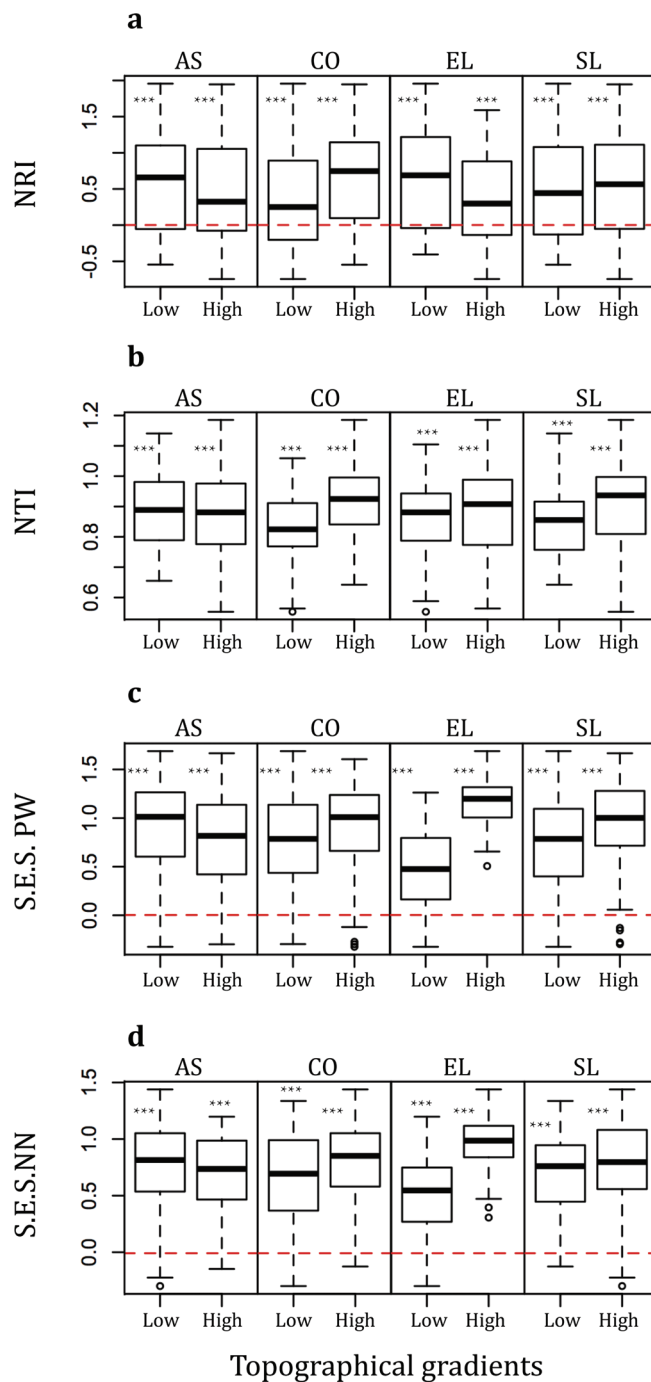 a
AS CO EL SL
*** *** *** *** *** *** *** ***
NRI
1.5
0.5
-0.5
Low High Low High Low High Low High
b
AS CO EL SL
*** *** *** *** *** *** *** ***
NTI
1.2
1.0
0.8
0.6
Low High Low High Low High Low High
c
AS CO EL SL
*** *** *** *** *** *** *** ***
S.E.S. PW
1.5
1.0
0.5
0.0
Low High Low High Low High Low High
d
AS CO EL SL
*** *** *** *** *** *** *** ***
S.E.S.NN
1.5
1.0
0.5
0.0
Low High Low High Low High Low High
Topographical gradients